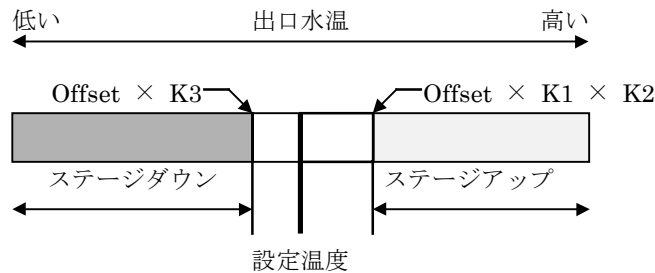 低い 出口水温 高い
Offset × K3 Offset × K1 × K2
ステージダウン ステージアップ
設定温度